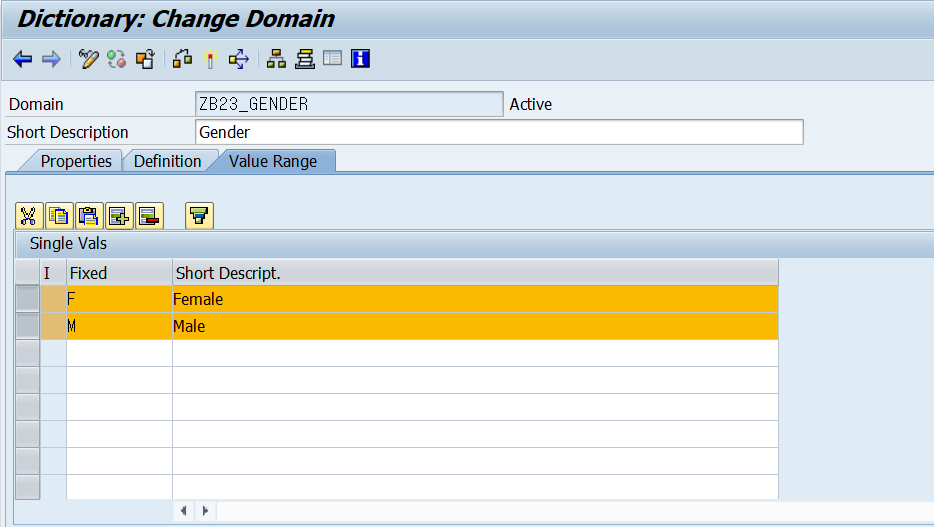 Dictionary: Change Domain
Domain ZB23_GENDER Active
Short Description Gender
Properties Definition Value Range
Single Vals
I Fixed Short Descript.
F Female
M Male